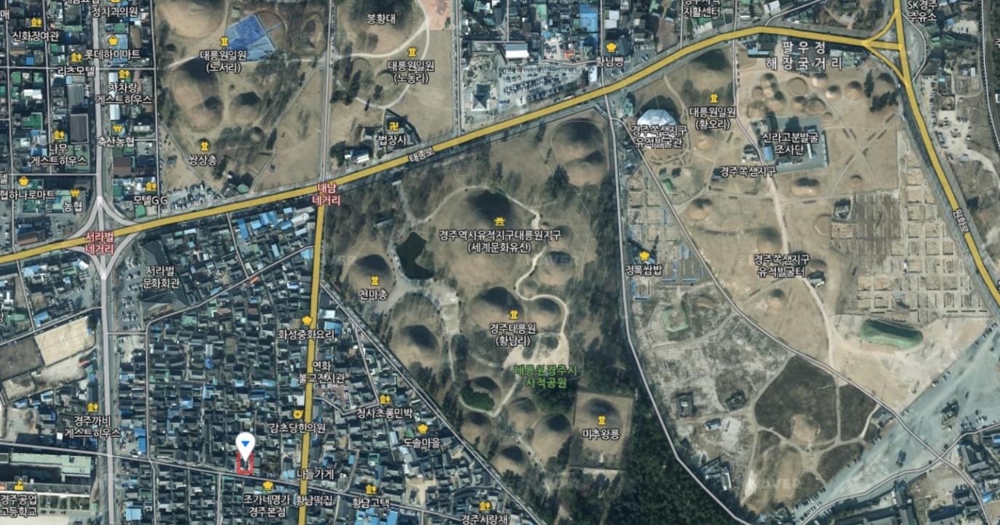 정치과의원
봉황대
자활센터
SK경주
주유소
신화장여관
롯데하이마트
대릉원일원
(노서리)
대릉원일원
(노동리)
황남빵
팔우정
해장국거리
리츠모텔
차차랑
게스트하우스
대릉원일원
(황오리)
경주쪽샘지구
유적발굴관
신라고분발굴
조사단
축산농협
나무
게스트하우스
법장사
쌍상총
태종로
경주쪽샘지구
내남
네거리
협하나로마트
농협
모텔GG
원화로
서라벌
네거리
경주역사유적지구대릉원지구
(세계문화유산)
서라벌
문화회관
천마총
정록쌈밥
경주쪽샘지구
유적발굴터
화성중화요리
경주대릉원
(황남리)
연화
불교전시관
대릉원경주시
사적공원
경주까비
게스트하우스
감초당한의원
청사초롱민박
도솔마을
미추왕릉
나들가게
경주공업
고등학교
조가네명가
경주본점
황남떡집
황남고택
경주사랑채